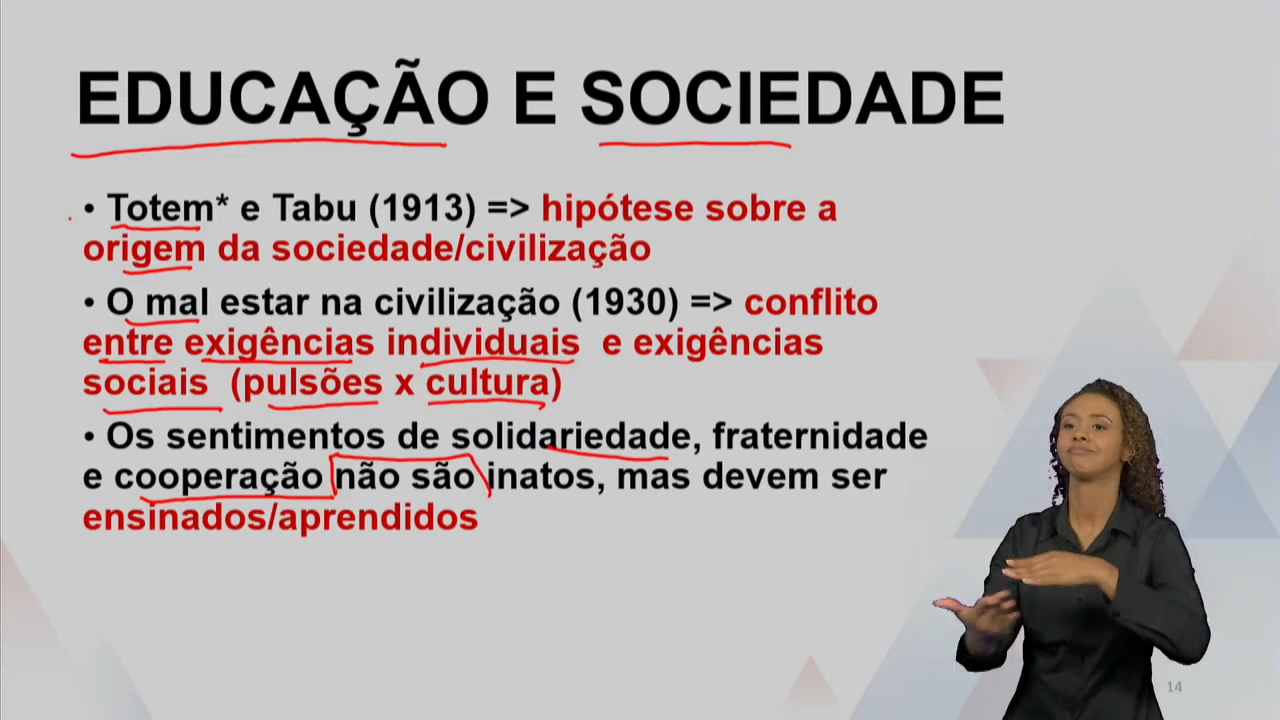 EDUCAÇÃO E SOCIEDADE
• Totem* e Tabu (1913) => hipótese sobre a
origem da sociedade/civilização
• O mal estar na civilização (1930) => conflito
entre exigências individuais e exigências
sociais (pulsões x cultura)
• Os sentimentos de solidariedade, fraternidade
e cooperação não são inatos, mas devem ser
ensinados/aprendidos
14